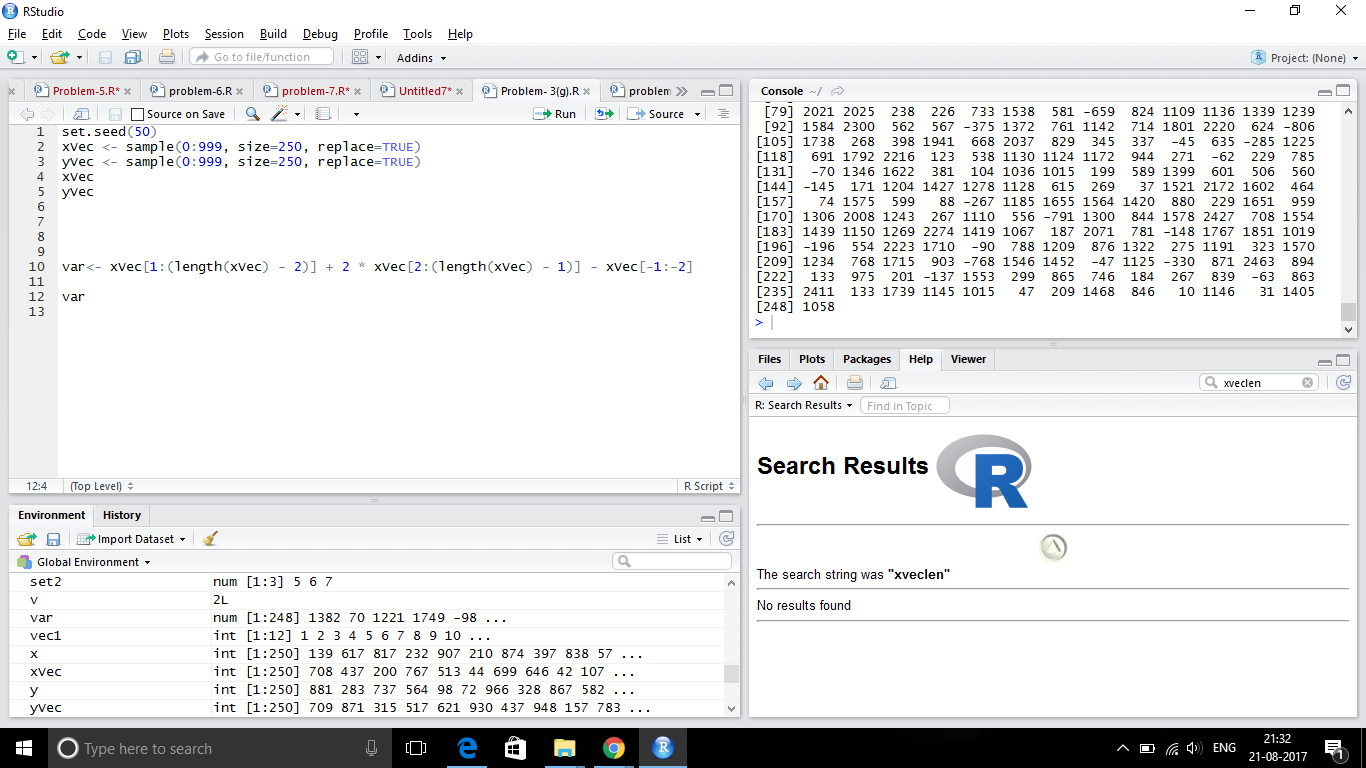 RStudio
File Edit Code View Plots Session Build Debug Profile Tools Help
Go to file/function Addins Project: (None)
Problem-5.R* problem-6.R problem-7.R* Untitled7* Problem- 3(g).R problem
Source on Save Run Source
1 set.seed(50)
2 xVec <- sample(0:999, size=250, replace=TRUE)
3 yVec <- sample(0:999, size=250, replace=TRUE)
4 xVec
5 yVec
6
7
8
9
10 var<- xVec[1:(length(xVec) - 2)] + 2 * xVec[2:(length(xVec) - 1)] - xVec[-1:-2]
11
12 var
13
12:4 (Top Level) R Script
Environment History
Import Dataset List
Global Environment
set2 num [1:3] 5 6 7
v 2L
var num [1:248] 1382 70 1221 1749 -98 ...
vec1 int [1:12] 1 2 3 4 5 6 7 8 9 10 ...
x int [1:250] 139 617 817 232 907 210 874 397 838 57 ...
xVec int [1:250] 708 437 200 767 513 44 699 646 42 107 ...
y int [1:250] 881 283 737 564 98 72 966 328 867 582 ...
yVec int [1:250] 709 871 315 517 621 930 437 948 157 783 ...
Console ~/
[79] 2021 2025 238 226 733 1538 581 -659 824 1109 1136 1339 1239
[92] 1584 2300 562 567 -375 1372 761 1142 714 1801 2220 624 -806
[105] 1738 268 398 1941 668 2037 829 345 337 -45 635 -285 1225
[118] 691 1792 2216 123 538 1130 1124 1172 944 271 -62 229 785
[131] -70 1346 1622 381 104 1036 1015 199 589 1399 601 506 560
[144] -145 171 1204 1427 1278 1128 615 269 37 1521 2172 1602 464
[157] 74 1575 599 88 -267 1185 1655 1564 1420 880 229 1651 959
[170] 1306 2008 1243 267 1110 556 -791 1300 844 1578 2427 708 1554
[183] 1439 1150 1269 2274 1419 1067 187 2071 781 -148 1767 1851 1019
[196] -196 554 2223 1710 -90 788 1209 876 1322 275 1191 323 1570
[209] 1234 768 1715 903 -768 1546 1452 -47 1125 -330 871 2463 894
[222] 133 975 201 -137 1553 299 865 746 184 267 839 -63 863
[235] 2411 133 1739 1145 1015 47 209 1468 846 10 1146 31 1405
[248] 1058
>
Files Plots Packages Help Viewer
xveclen
R: Search Results Find in Topic
Search Results R
The search string was "xveclen"
No results found
Type here to search
ENG 21:32
21-08-2017
1